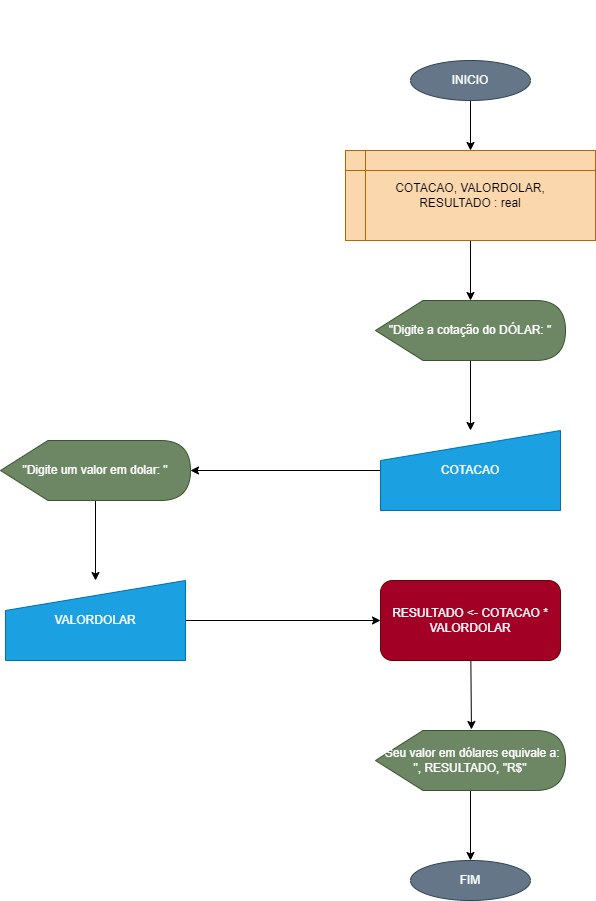 INICIO
COTACAO, VALORDOLAR,
RESULTADO : real
"Digite a cotação do DÓLAR: "
COTACAO
"Digite um valor em dolar: "
VALORDOLAR
RESULTADO <- COTACAO *
VALORDOLAR
Seu valor em dólares equivale a:
", RESULTADO, "R$"
FIM